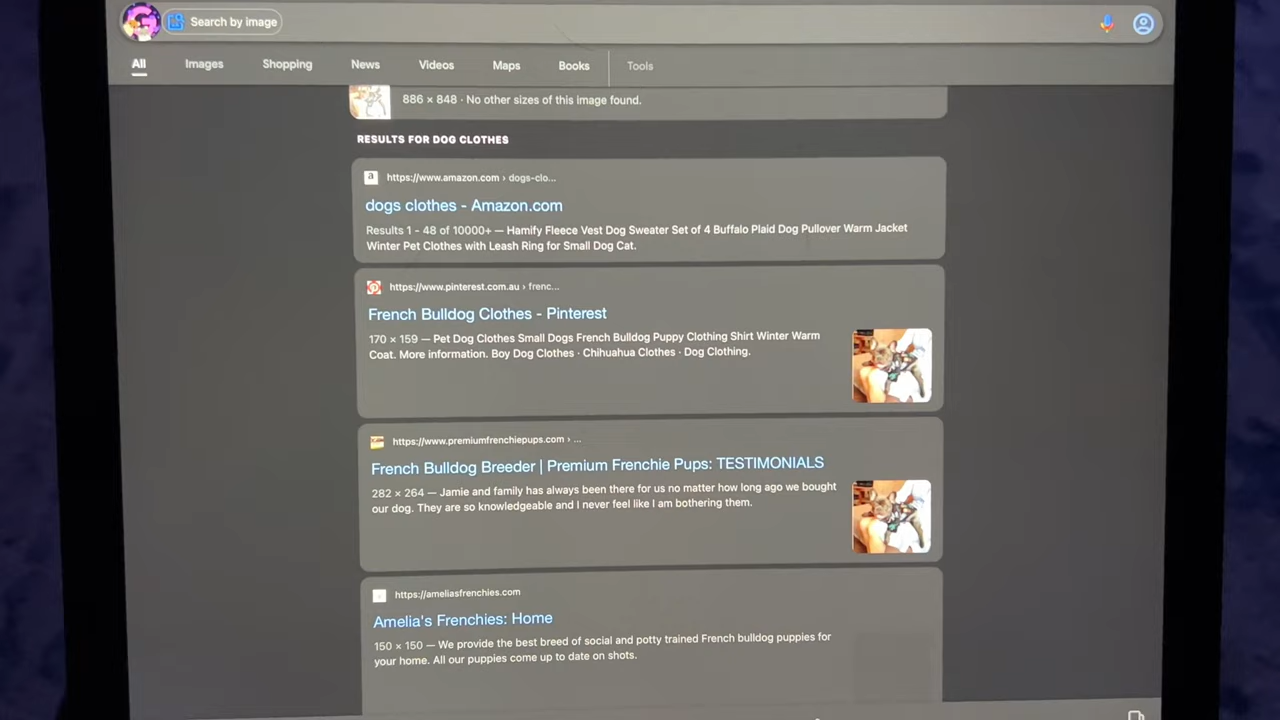 Search by image
All Images Shopping News Videos Maps Books Tools
886 × 848 · No other sizes of this image found.
RESULTS FOR DOG CLOTHES
a https://www.amazon.com › dogs-clo...
dogs clothes - Amazon.com
Results 1 - 48 of 10000+ — Hamify Fleece Vest Dog Sweater Set of 4 Buffalo Plaid Dog Pullover Warm Jacket
Winter Pet Clothes with Leash Ring for Small Dog Cat.
https://www.pinterest.com.au › frenc...
French Bulldog Clothes - Pinterest
170 × 159 — Pet Dog Clothes Small Dogs French Bulldog Puppy Clothing Shirt Winter Warm
Coat. More information. Boy Dog Clothes · Chihuahua Clothes · Dog Clothing.
https://www.premiumfrenchiepups.com › ...
French Bulldog Breeder | Premium Frenchie Pups: TESTIMONIALS
282 × 264 — Jamie and family has always been there for us no matter how long ago we bought
our dog. They are so knowledgeable and I never feel like I am bothering them.
https://ameliasfrenchies.com
Amelia's Frenchies: Home
150 × 150 — We provide the best breed of social and potty trained French bulldog puppies for
your home. All our puppies come up to date on shots.